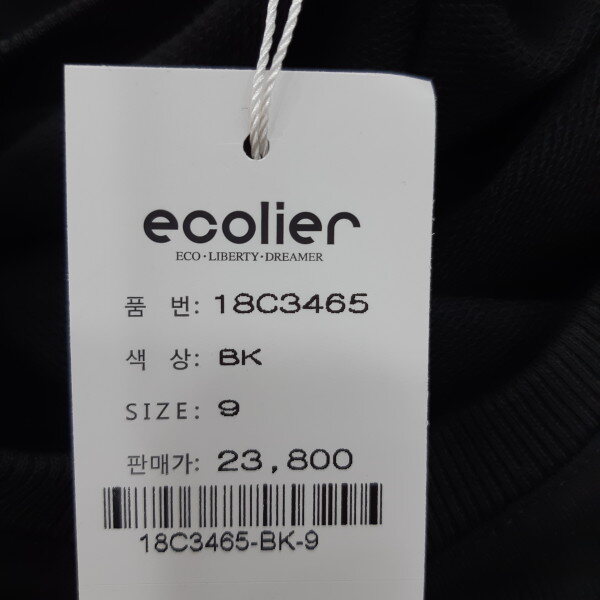 ecolier
ECO·LIBERTY·DREAMER
품 번: 18C3465
색 상: BK
SIZE: 9
판매가: 23,800
18C3465-BK-9